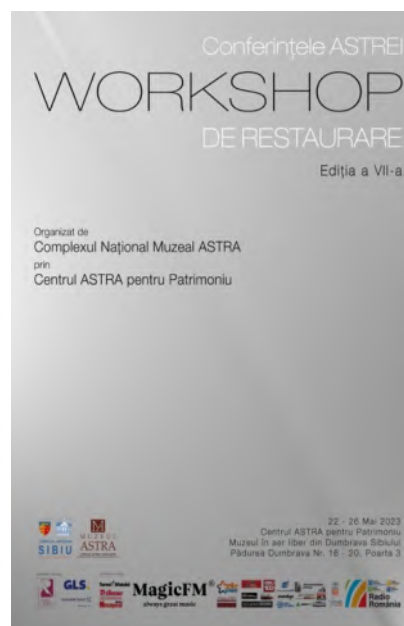 Conferințele ASTREI
WORKSHOP
DE RESTAURARE
Ediția a VII-a
Organizat de
Complexul Național Muzeal ASTRA
prin
Centrul ASTRA pentru Patrimoniu
22 - 26 Mai 2023
Centrul ASTRA pentru Patrimoniu
Muzeul în aer liber din Dumbrava Sibiului
Pădurea Dumbrava Nr. 16 - 20, Poarta 3
SIBIU
MUZEUL
ASTRA
GLS
MagicFM®
always great music
Radio
România